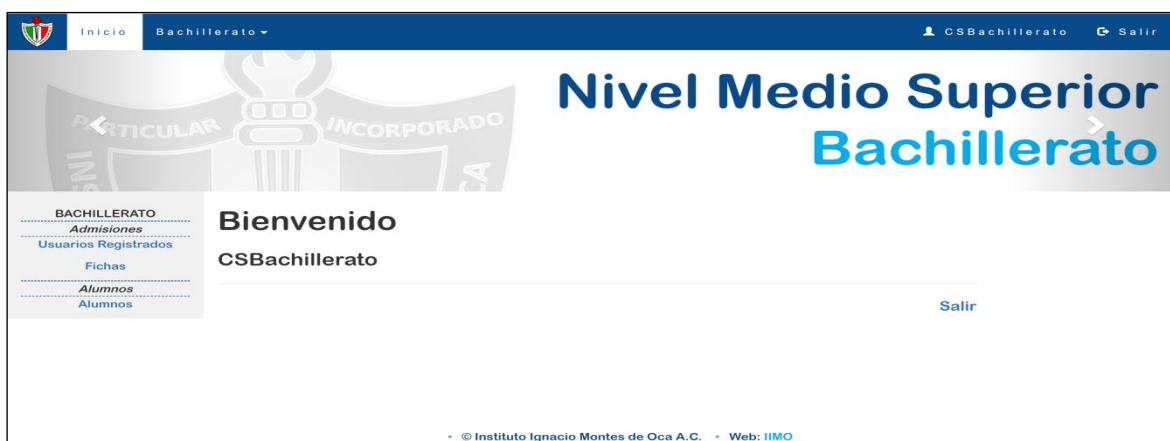 Inicio Bachillerato CSBachillerato Salir
Nivel Medio Superior
Bachillerato
PARTICULAR INCORPORADO
BACHILLERATO
Admisiones
Usuarios Registrados
Fichas
Alumnos
Alumnos
Bienvenido
CSBachillerato
Salir
© Instituto Ignacio Montes de Oca A.C. • Web: IIMO